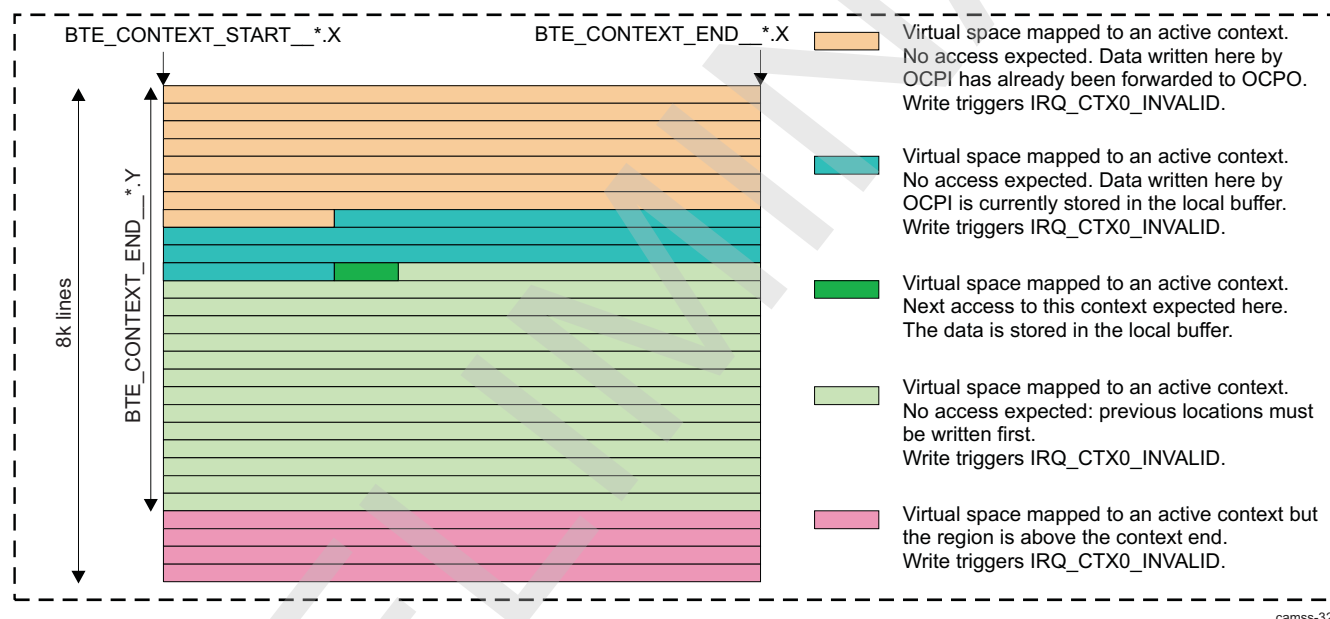 BTE_CONTEXT_START__*.X
BTE_CONTEXT_END__*.X
8k lines
BTE_CONTEXT_END__*.Y
Virtual space mapped to an active context.
No access expected. Data written here by
OCPI has already been forwarded to OCPO.
Write triggers IRQ_CTX0_INVALID.
Virtual space mapped to an active context.
No access expected. Data written here by
OCPI is currently stored in the local buffer.
Write triggers IRQ_CTX0_INVALID.
Virtual space mapped to an active context.
Next access to this context expected here.
The data is stored in the local buffer.
Virtual space mapped to an active context.
No access expected: previous locations must
be written first.
Write triggers IRQ_CTX0_INVALID.
Virtual space mapped to an active context but
the region is above the context end.
Write triggers IRQ_CTX0_INVALID.